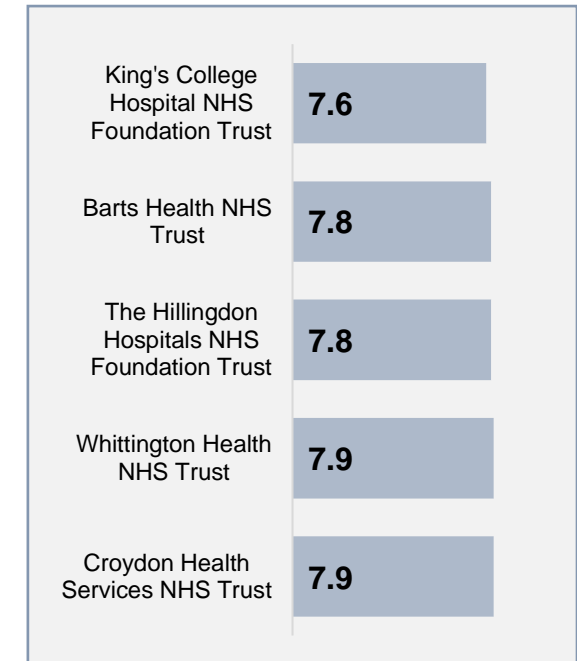 King's College
Hospital NHS
Foundation Trust
7.6
Barts Health NHS
Trust
7.8
The Hillingdon
Hospitals NHS
Foundation Trust
7.8
Whittington Health
NHS Trust
7.9
Croydon Health
Services NHS Trust
7.9